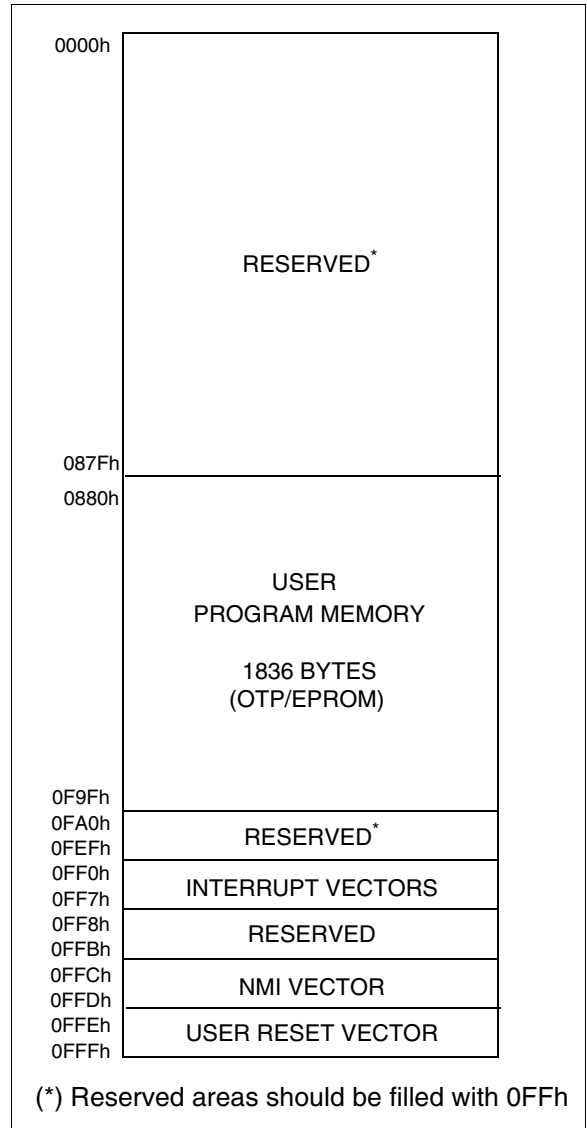 0000h
RESERVED*
087Fh
0880h
USER
PROGRAM MEMORY
1836 BYTES
(OTP/EPROM)
0F9Fh
0FA0h
RESERVED*
0FEFh
0FF0h
INTERRUPT VECTORS
0FF7h
0FF8h
RESERVED
0FFBh
0FFCh
NMI VECTOR
0FFDh
0FFEh
USER RESET VECTOR
0FFFh
(*) Reserved areas should be filled with 0FFh